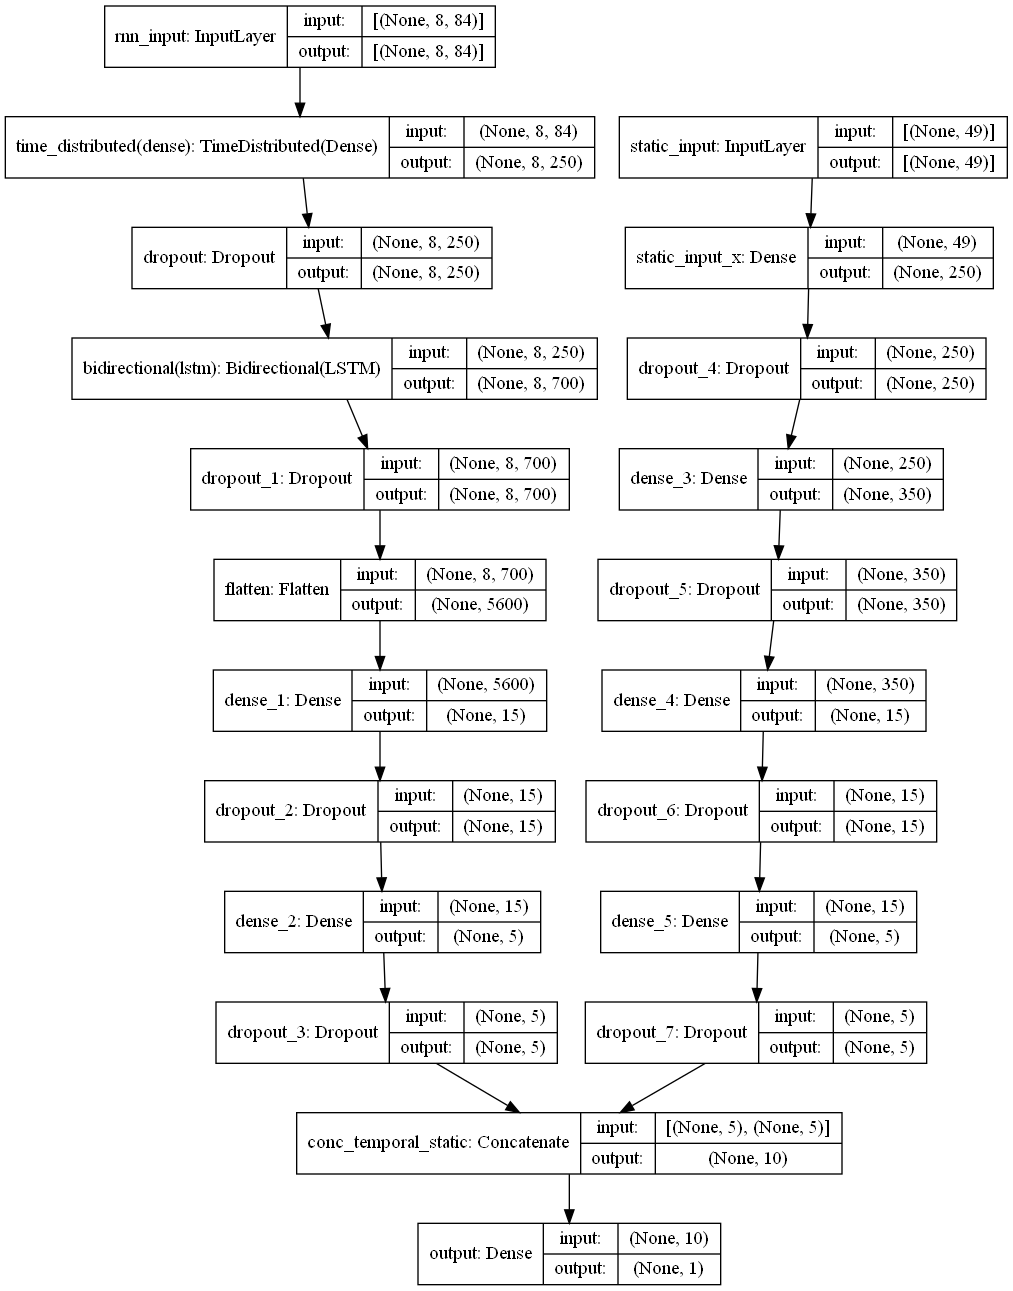 rnn_input: InputLayer
input:
[(None, 8, 84)]
output:
[(None, 8, 84)]
time_distributed(dense): TimeDistributed(Dense)
input:
(None, 8, 84)
output:
(None, 8, 250)
static_input: InputLayer
input:
[(None, 49)]
output:
[(None, 49)]
dropout: Dropout
input:
(None, 8, 250)
output:
(None, 8, 250)
static_input_x: Dense
input:
(None, 49)
output:
(None, 250)
bidirectional(lstm): Bidirectional(LSTM)
input:
(None, 8, 250)
output:
(None, 8, 700)
dropout_4: Dropout
input:
(None, 250)
output:
(None, 250)
dropout_1: Dropout
input:
(None, 8, 700)
output:
(None, 8, 700)
dense_3: Dense
input:
(None, 250)
output:
(None, 350)
flatten: Flatten
input:
(None, 8, 700)
output:
(None, 5600)
dropout_5: Dropout
input:
(None, 350)
output:
(None, 350)
dense_1: Dense
input:
(None, 5600)
output:
(None, 15)
dense_4: Dense
input:
(None, 350)
output:
(None, 15)
dropout_2: Dropout
input:
(None, 15)
output:
(None, 15)
dropout_6: Dropout
input:
(None, 15)
output:
(None, 15)
dense_2: Dense
input:
(None, 15)
output:
(None, 5)
dense_5: Dense
input:
(None, 15)
output:
(None, 5)
dropout_3: Dropout
input:
(None, 5)
output:
(None, 5)
dropout_7: Dropout
input:
(None, 5)
output:
(None, 5)
conc_temporal_static: Concatenate
input:
[(None, 5), (None, 5)]
output:
(None, 10)
output: Dense
input:
(None, 10)
output:
(None, 1)